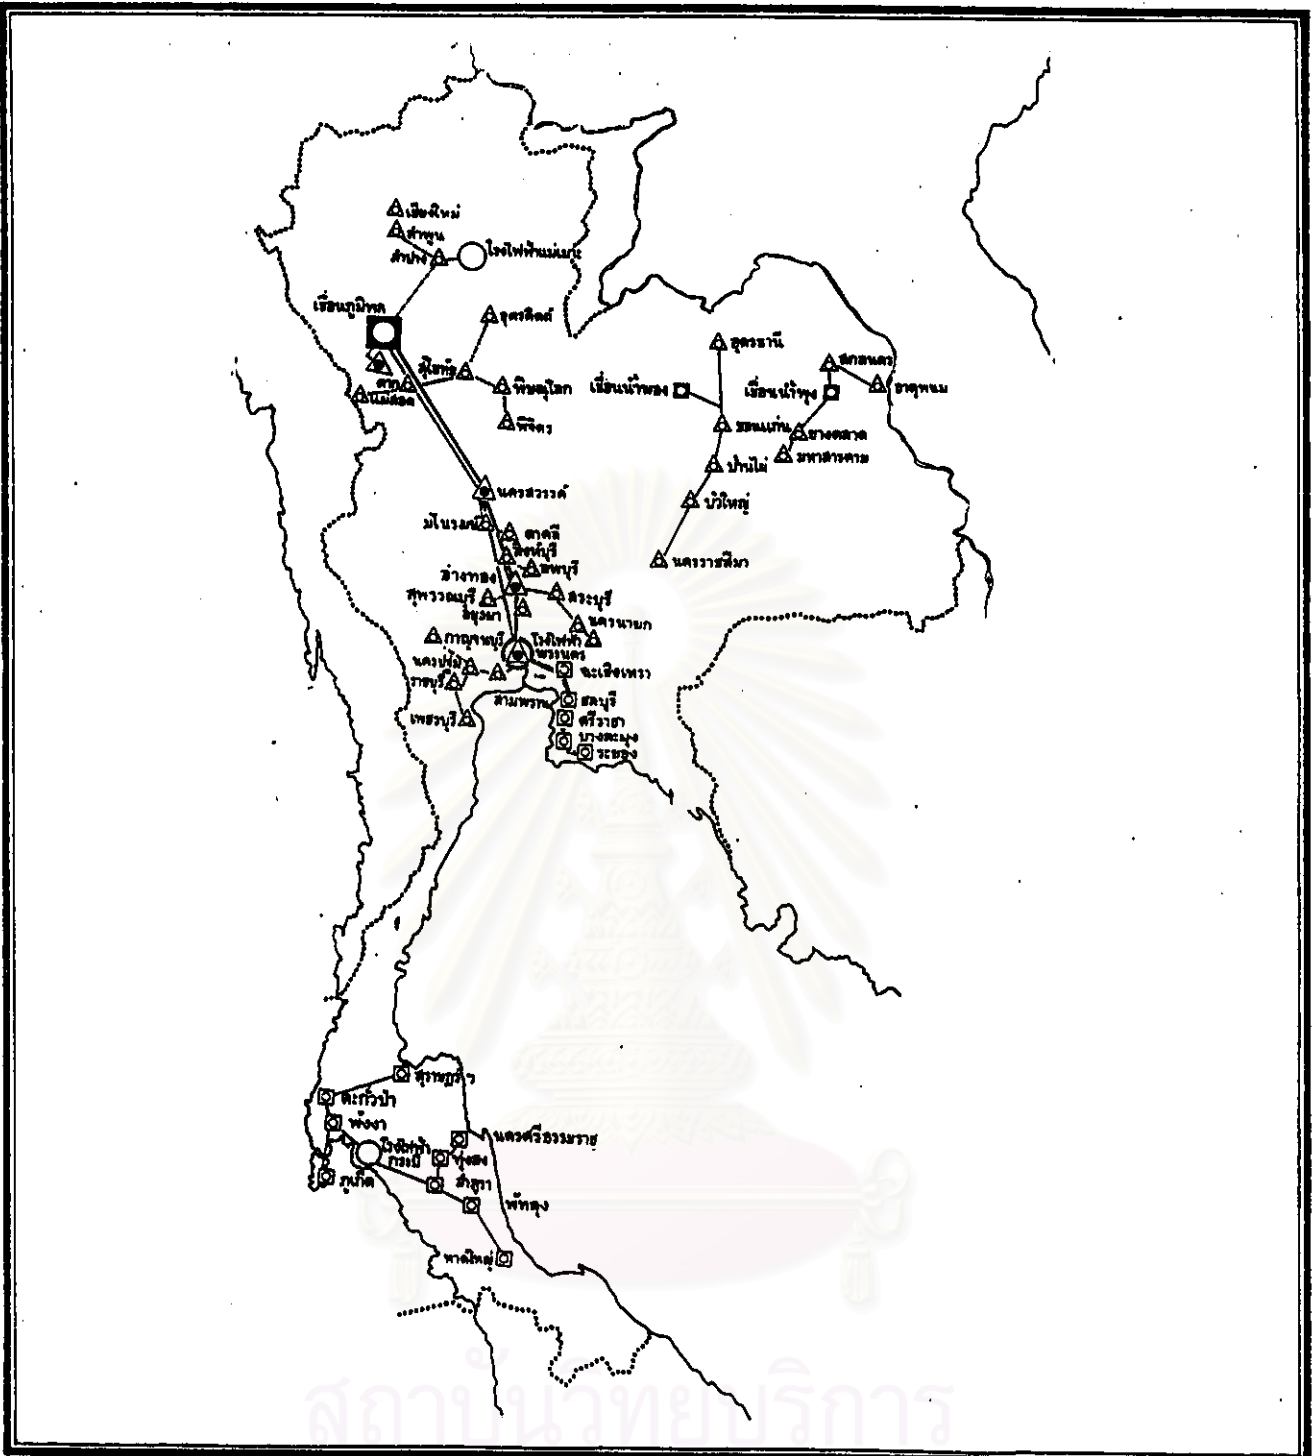 เชียงใหม่
ลำพูน
ลำปาง
โรงไฟฟ้าแม่เมาะ
เขื่อนภูมิพล
อุตรดิตถ์
สุโขทัย
ตาก
แม่สอด
พิษณุโลก
พิจิตร
อุดรธานี
เขื่อนน้ำพอง
สกลนคร
เขื่อนน้ำพุง
ธาตุพนม
ขอนแก่น
ยางตลาด
มหาสารคาม
บ้านไผ่
บัวใหญ่
นครราชสีมา
นครสวรรค์
มโนรมย์
ตาคลี
สิงห์บุรี
ลพบุรี
อ่างทอง
สุพรรณบุรี
สระบุรี
นครนายก
กาญจนบุรี
โรงไฟฟ้า
พระนคร
นครปฐม
ฉะเชิงเทรา
ราชบุรี
สามพราน
ชลบุรี
เพชรบุรี
ศรีราชา
บางละมุง
ระยอง
สุราษฎร์ฯ
ตะกั่วป่า
พังงา
นครศรีธรรมราช
โรงไฟฟ้า
กระบี่
ทุ่งสง
ภูเก็ต
ลำภูรา
พัทลุง
หาดใหญ่
สถาบันวิทยบริการ